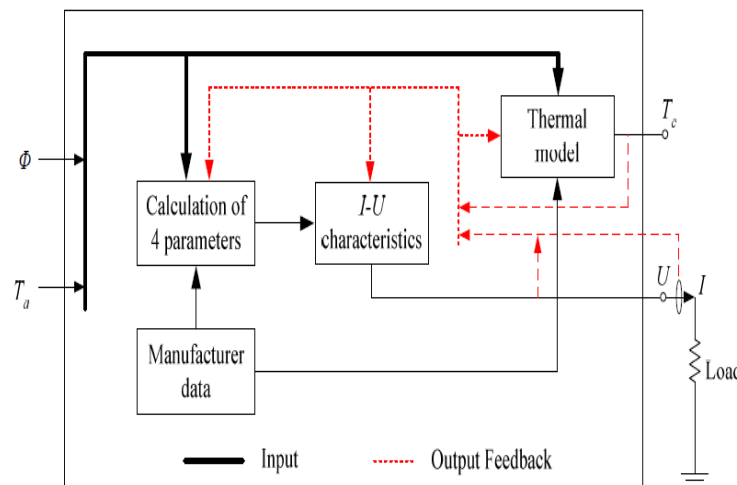 Φ
T_a
Calculation of
4 parameters
I-U
characteristics
Thermal
model
T_c
U
I
Load
Manufacturer
data
Input
Output Feedback